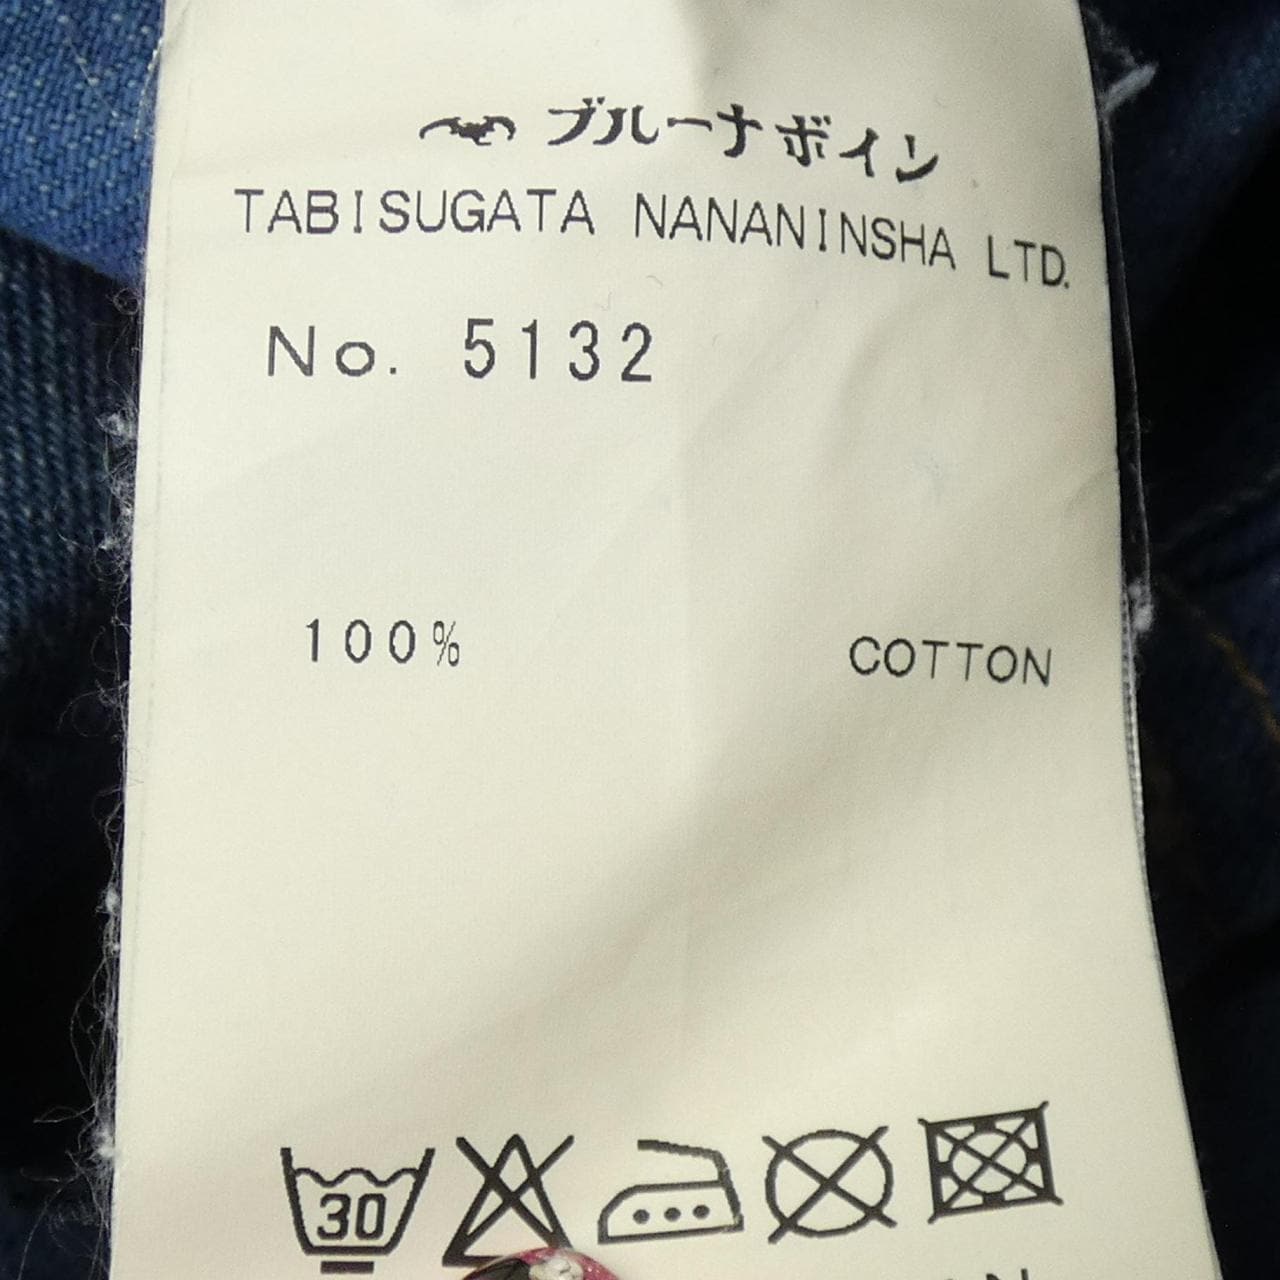 ブルーナボイン
TABISUGATA NANANINSHA LTD.
No. 5132
100% COTTON
30